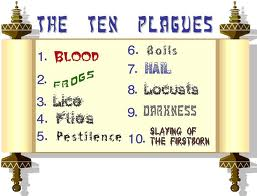 THE TEN PLAGUES
1. BLOOD
2. FROGS
3. Lice
4. Flies
5. Pestilence
6. Boils
7. HAIL
8. Locusts
9. DARKNESS
10. SLAYING OF
THE FIRSTBORN